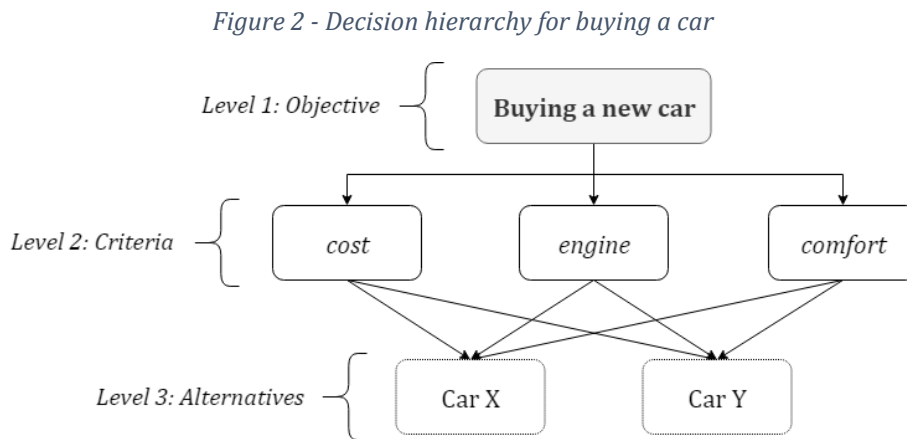 Figure 2 - Decision hierarchy for buying a car
Level 1: Objective
Buying a new car
Level 2: Criteria
cost
engine
comfort
Level 3: Alternatives
Car X
Car Y